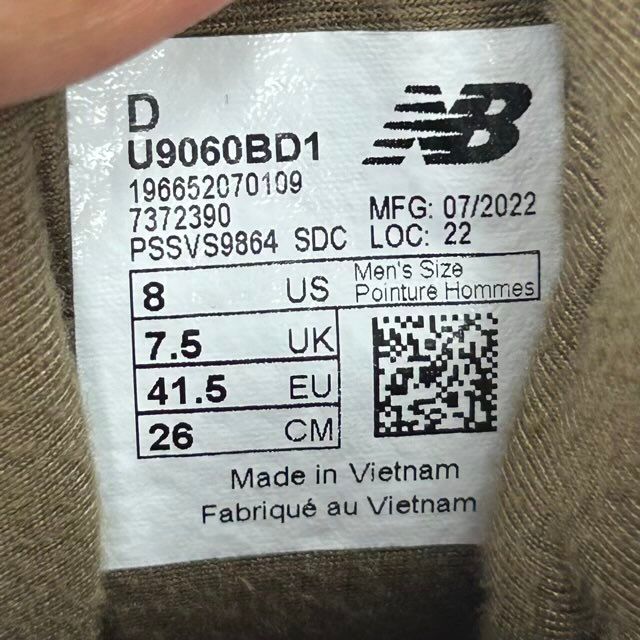 D
U9060BD1
NB
196652070109
7372390
MFG: 07/2022
PSSVS9864 SDC
LOC: 22
8 US
Men's Size
Pointure Hommes
7.5 UK
41.5 EU
26 CM
Made in Vietnam
Fabriqué au Vietnam